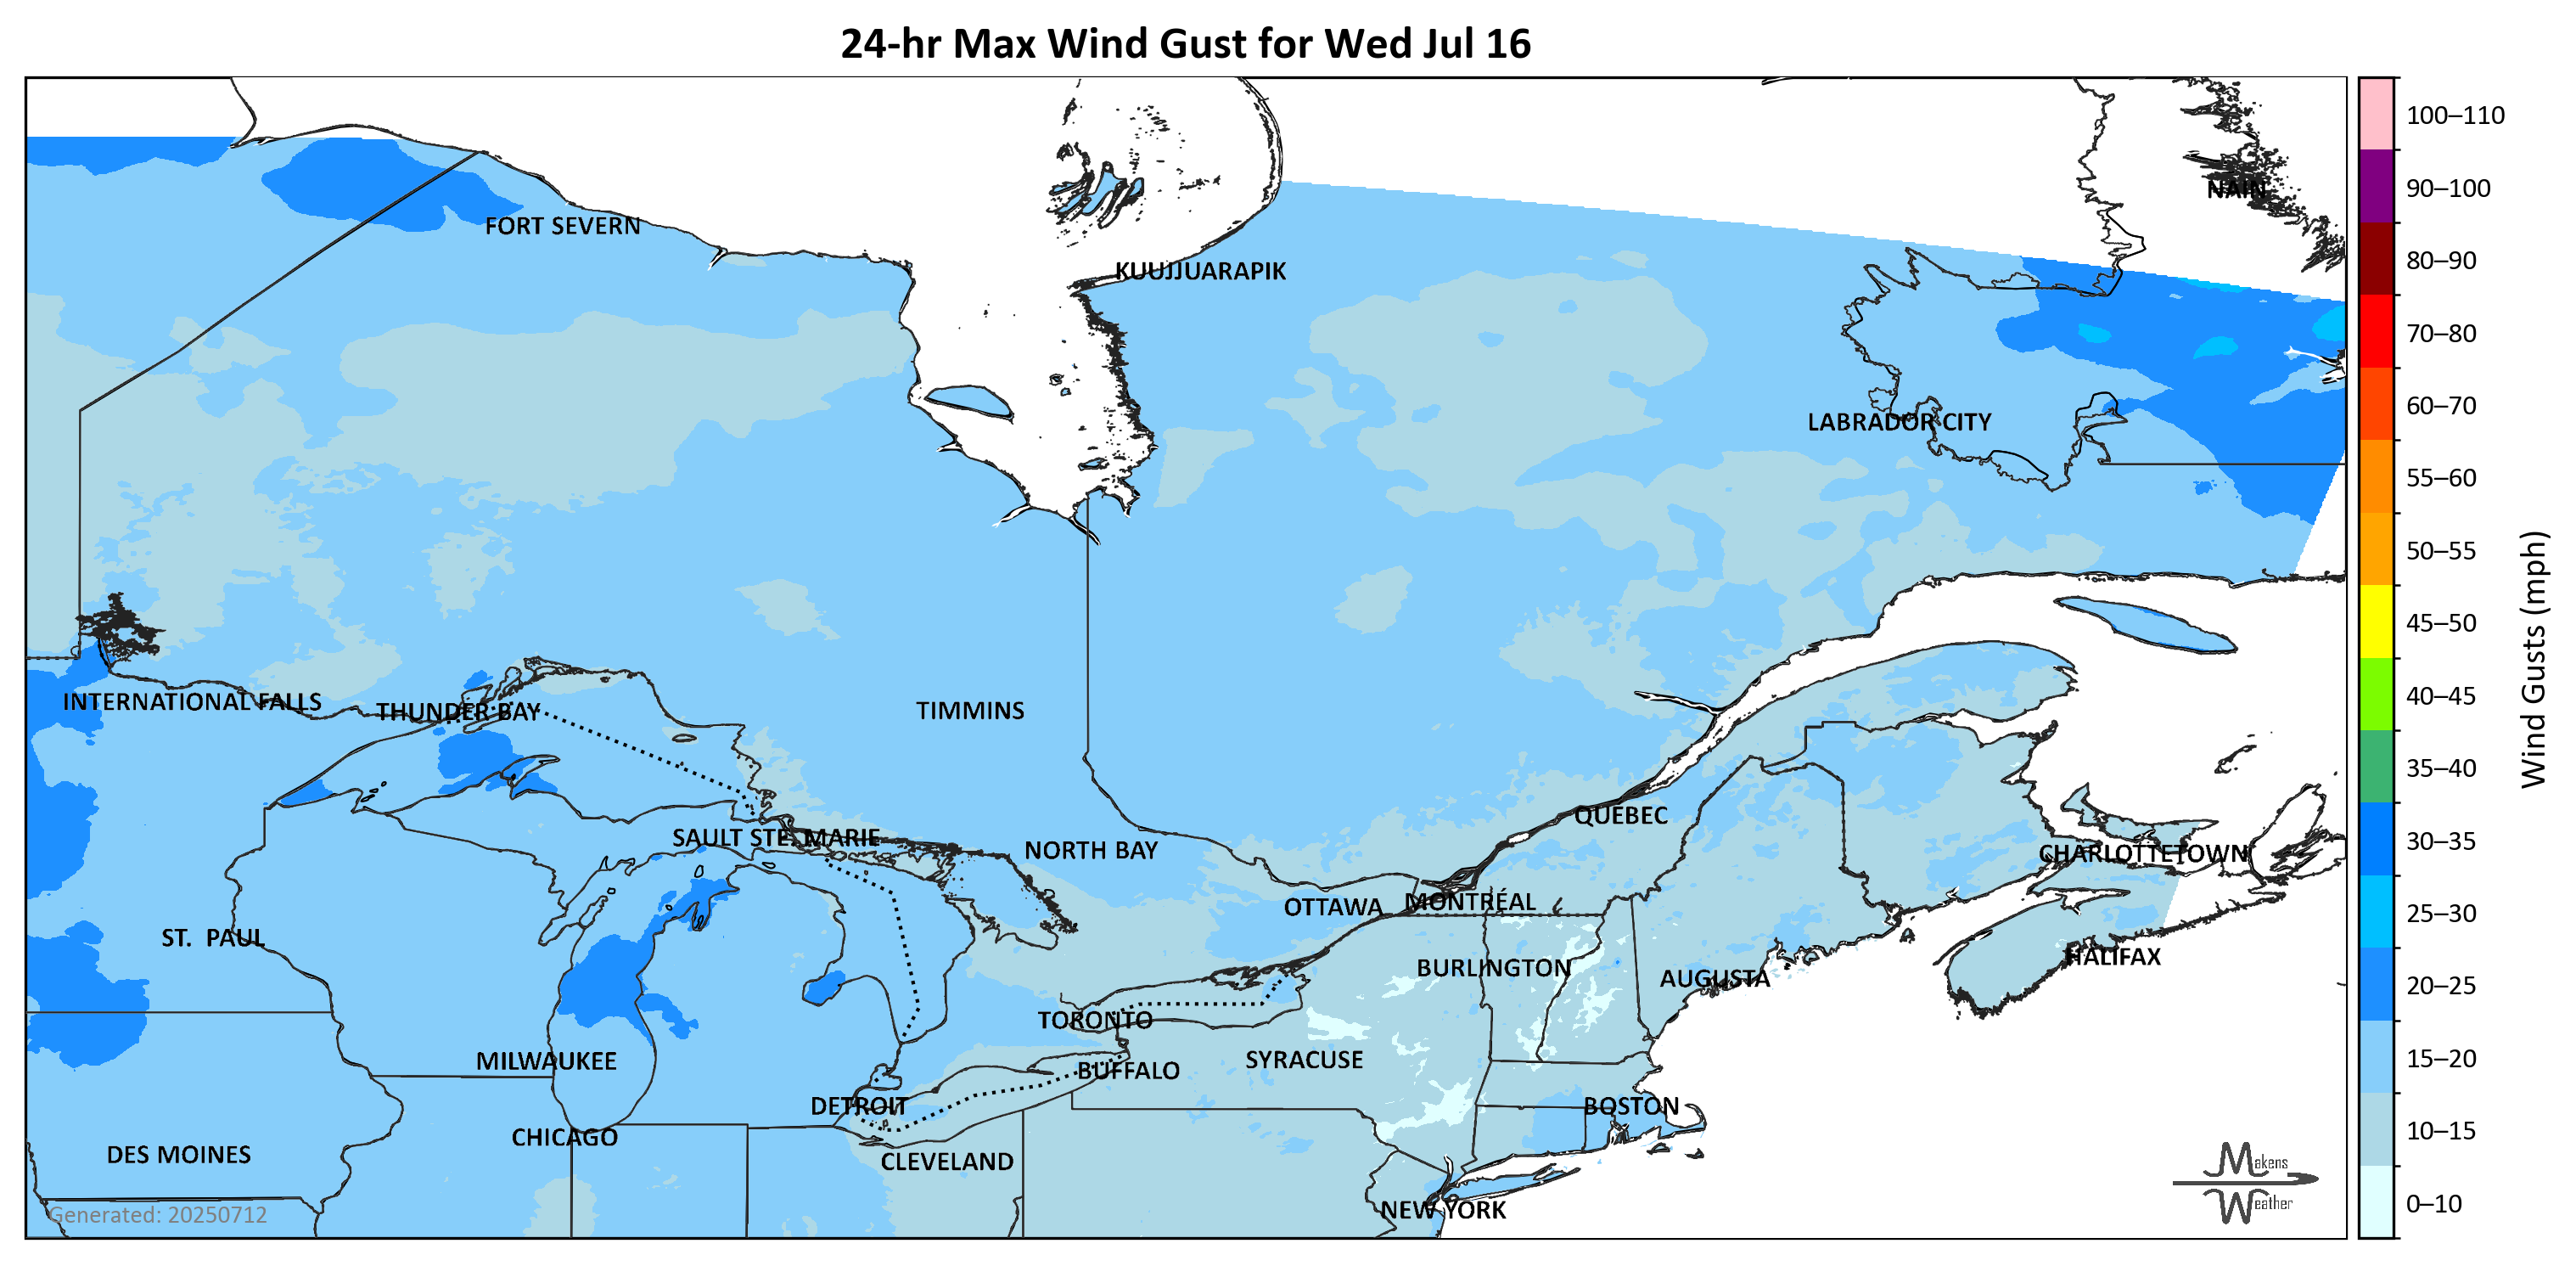 24-hr Max Wind Gust for Wed Jul 16
100–110
NAIN
90–100
FORT SEVERN
KUUJJUARAPIK
80–90
70–80
LABRADOR CITY
60–70
55–60
50–55
45–50
INTERNATIONAL FALLS
THUNDER BAY
TIMMINS
40–45
Wind Gusts (mph)
35–40
QUÉBEC
SAULT STE. MARIE
NORTH BAY
CHARLOTTETOWN
30–35
OTTAWA
MONTRÉAL
25–30
ST. PAUL
BURLINGTON
AUGUSTA
HALIFAX
20–25
TORONTO
MILWAUKEE
BUFFALO
SYRACUSE
15–20
DETROIT
BOSTON
CHICAGO
10–15
DES MOINES
CLEVELAND
Makens
Weather
NEW YORK
0–10
Generated: 20250712